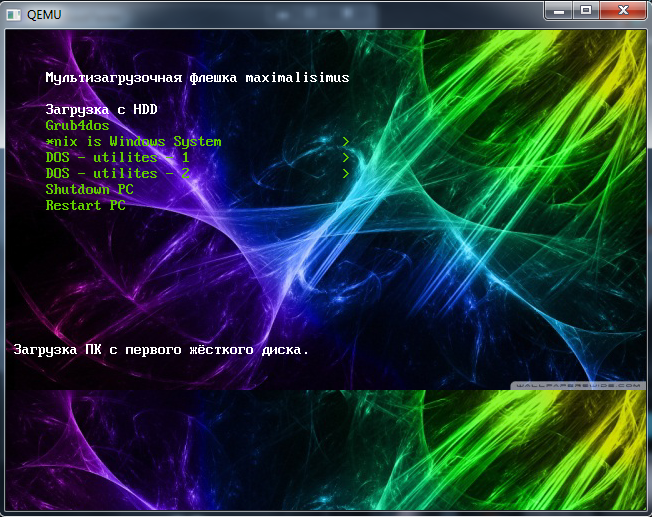 QEMU
Мультизагрузочная флешка maximalisimus
Загрузка с HDD
Grub4dos
*nix is Windows System >
DOS - utilites - 1 >
DOS - utilites - 2 >
Shutdown PC
Restart PC
Загрузка ПК с первого жёсткого диска.
WALLPAPERSWIDE.COM